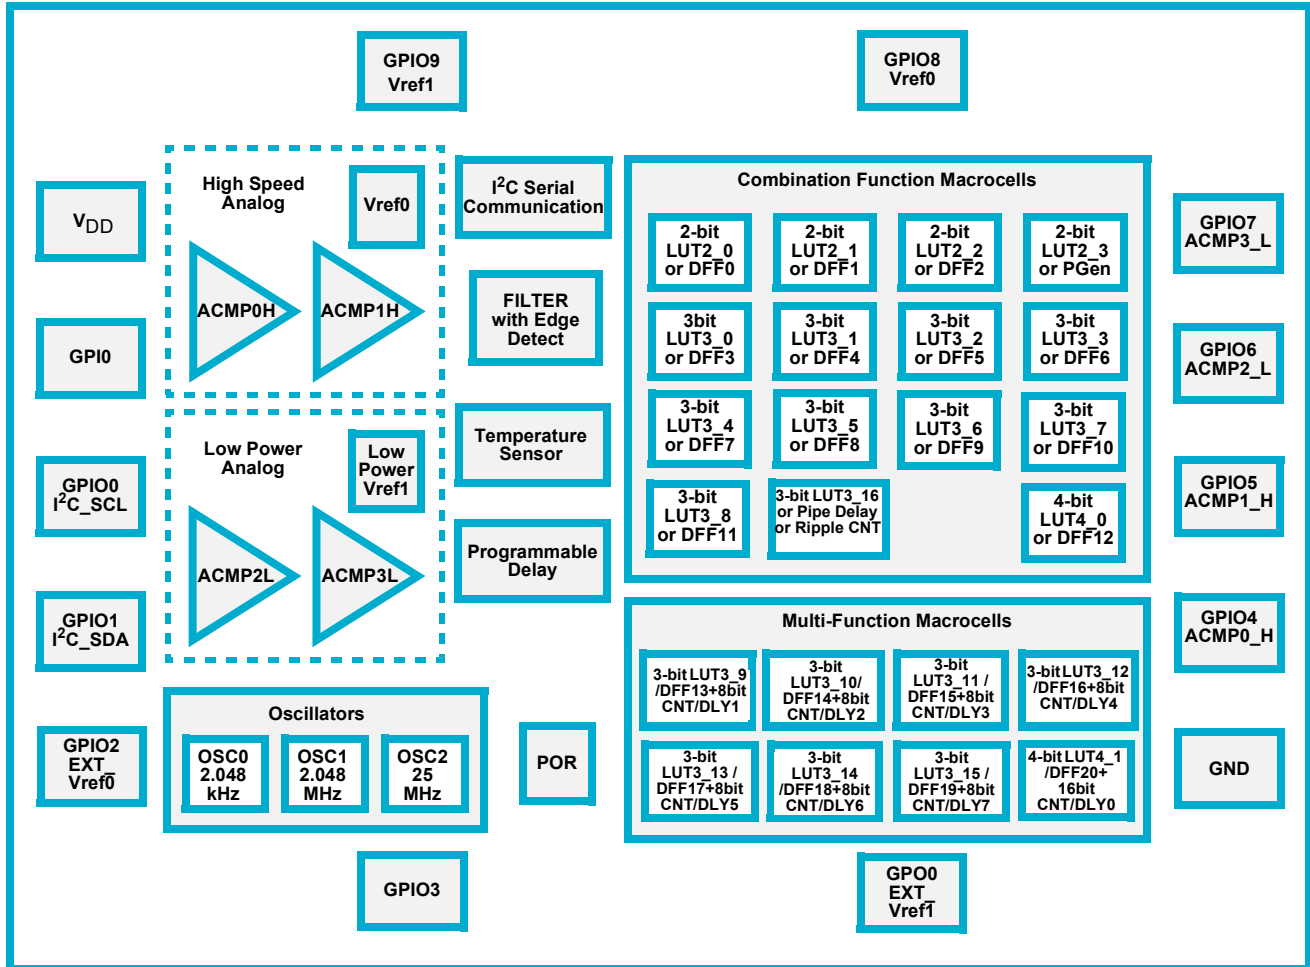 GPIO9
Vref1
GPIO8
Vref0
High Speed
Analog
Vref0
ACMP0H
ACMP1H
I²C Serial
Communication
FILTER
with Edge
Detect
Combination Function Macrocells
2-bit
LUT2_0
or DFF0
2-bit
LUT2_1
or DFF1
2-bit
LUT2_2
or DFF2
2-bit
LUT2_3
or PGen
3bit
LUT3_0
or DFF3
3-bit
LUT3_1
or DFF4
3-bit
LUT3_2
or DFF5
3-bit
LUT3_3
or DFF6
3-bit
LUT3_4
or DFF7
3-bit
LUT3_5
or DFF8
3-bit
LUT3_6
or DFF9
3-bit
LUT3_7
or DFF10
3-bit
LUT3_8
or DFF11
3-bit LUT3_16
or Pipe Delay
or Ripple CNT
4-bit
LUT4_0
or DFF12
VDD
GPI0
GPIO0
I²C_SCL
GPIO1
I²C_SDA
GPIO2
EXT_
Vref0
Low Power
Analog
Low
Power
Vref1
ACMP2L
ACMP3L
Temperature
Sensor
Programmable
Delay
GPIO7
ACMP3_L
GPIO6
ACMP2_L
GPIO5
ACMP1_H
GPIO4
ACMP0_H
GND
Oscillators
OSC0
2.048
kHz
OSC1
2.048
MHz
OSC2
25
MHz
POR
Multi-Function Macrocells
3-bit LUT3_9
/DFF13+8bit
CNT/DLY1
3-bit
LUT3_10/
DFF14+8bit
CNT/DLY2
3-bit
LUT3_11 /
/DFF15+8bit
CNT/DLY3
3-bit LUT3_12
/DFF16+8bit
CNT/DLY4
3-bit
LUT3_13 /
DFF17+8bit
CNT/DLY5
3-bit
LUT3_14
/DFF18+8bit
CNT/DLY6
3-bit
LUT3_15 /
DFF19+8bit
CNT/DLY7
4-bit LUT4_1
/DFF20+
16bit
CNT/DLY0
GPIO3
GPO0
EXT_
Vref1